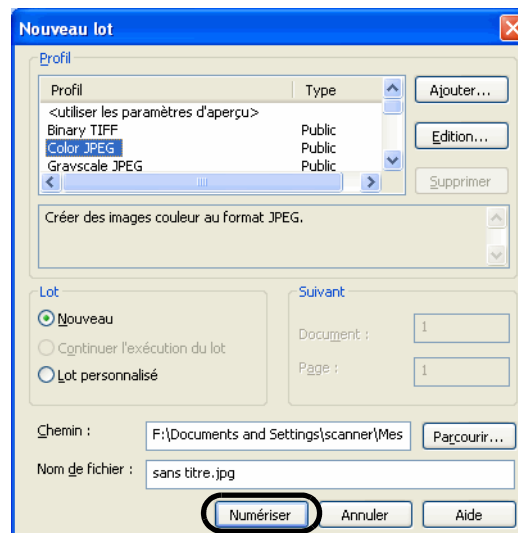 Nouveau lot
Profil
Profil Type
<utiliser les paramètres d'aperçu>
Binary TIFF Public
Color JPEG Public
Grayscale JPEG Public
Ajouter...
Edition...
Supprimer
Créer des images couleur au format JPEG.
Lot
Nouveau
Continuer l'exécution du lot
Lot personnalisé
Suivant
Document : 1
Page : 1
Chemin : F:\Documents and Settings\scanner\Mes Parcourir...
Nom de fichier : sans titre.jpg
Numériser Annuler Aide